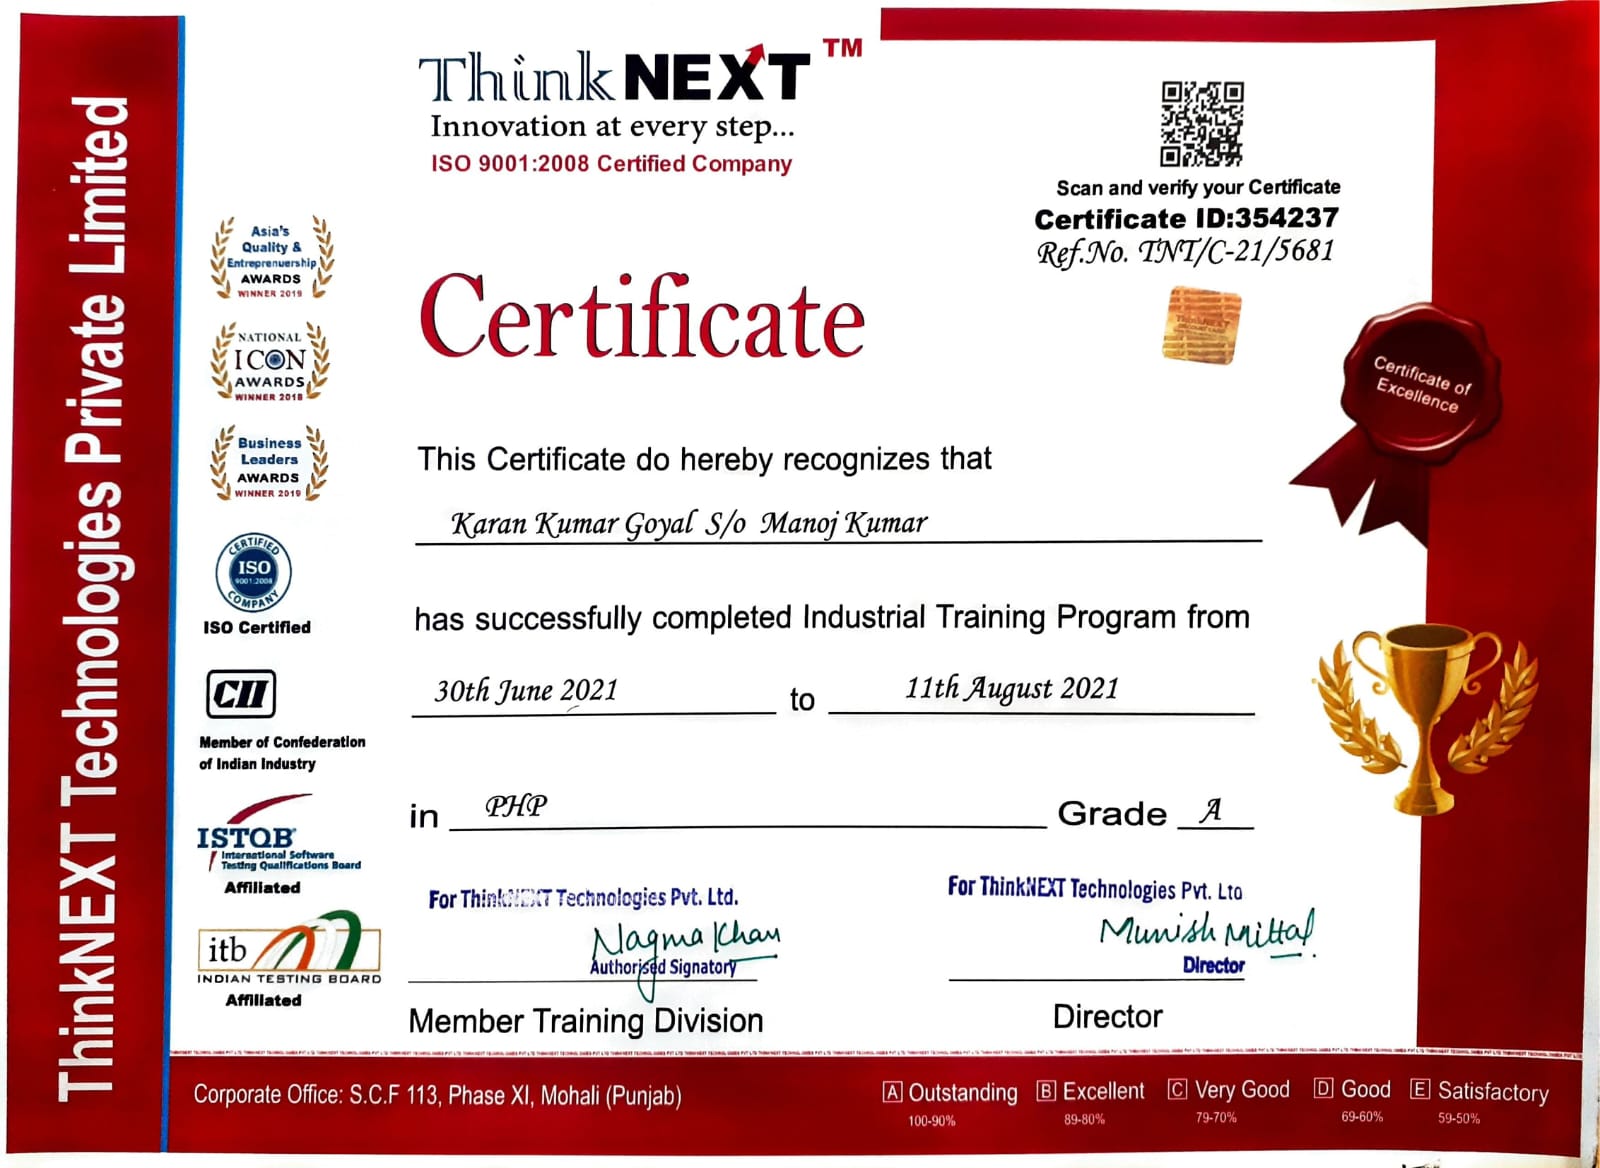 ThinkNEXT Technologies Private Limited
Think NEXT TM
Innovation at every step...
ISO 9001:2008 Certified Company
Scan and verify your Certificate
Certificate ID:354237
Ref.No. TNT/C-21/5681
Asia's
Quality &
Entreprenuership
AWARDS
WINNER 2019
NATIONAL
ICON
AWARDS
WINNER 2018
Business
Leaders
AWARDS
WINNER 2019
CERTIFIED
ISO
9001:2008
COMPANY
ISO Certified
CII
Member of Confederation
of Indian Industry
ISTQB
International Software
Testing Qualifications Board
Affiliated
itb
INDIAN TESTING BOARD
Affiliated
Certificate
Certificate of
Excellence
This Certificate do hereby recognizes that
Karan Kumar Goyal S/o Manoj Kumar
has successfully completed Industrial Training Program from
30th June 2021 to 11th August 2021
in PHP Grade A
For ThinkNEXT Technologies Pvt. Ltd.
Nagma Khan
Authorised Signatory
Member Training Division
For ThinkNEXT Technologies Pvt. Ltd
Munish Mittal
Director
Director
Corporate Office: S.C.F 113, Phase XI, Mohali (Punjab)
A Outstanding B Excellent C Very Good D Good E Satisfactory
100-90% 89-80% 79-70% 69-60% 59-50%